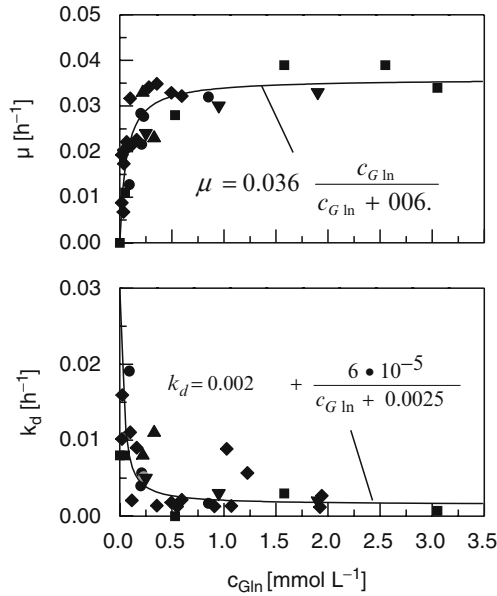 0.05
0.04
0.03
0.02
0.01
0.00
μ [h⁻¹]
μ = 0.036 c_{G ln} / c_{G ln} + 006.
0.03
0.02
0.01
0.000
k_d [h⁻¹]
k_d = 0.002 + 6 • 10⁻⁵ / c_{G ln} + 0.0025
0.0 0.5 1.0 1.5 2.0 2.5 3.0 3.5
c_{Gln} [mmol L⁻¹]